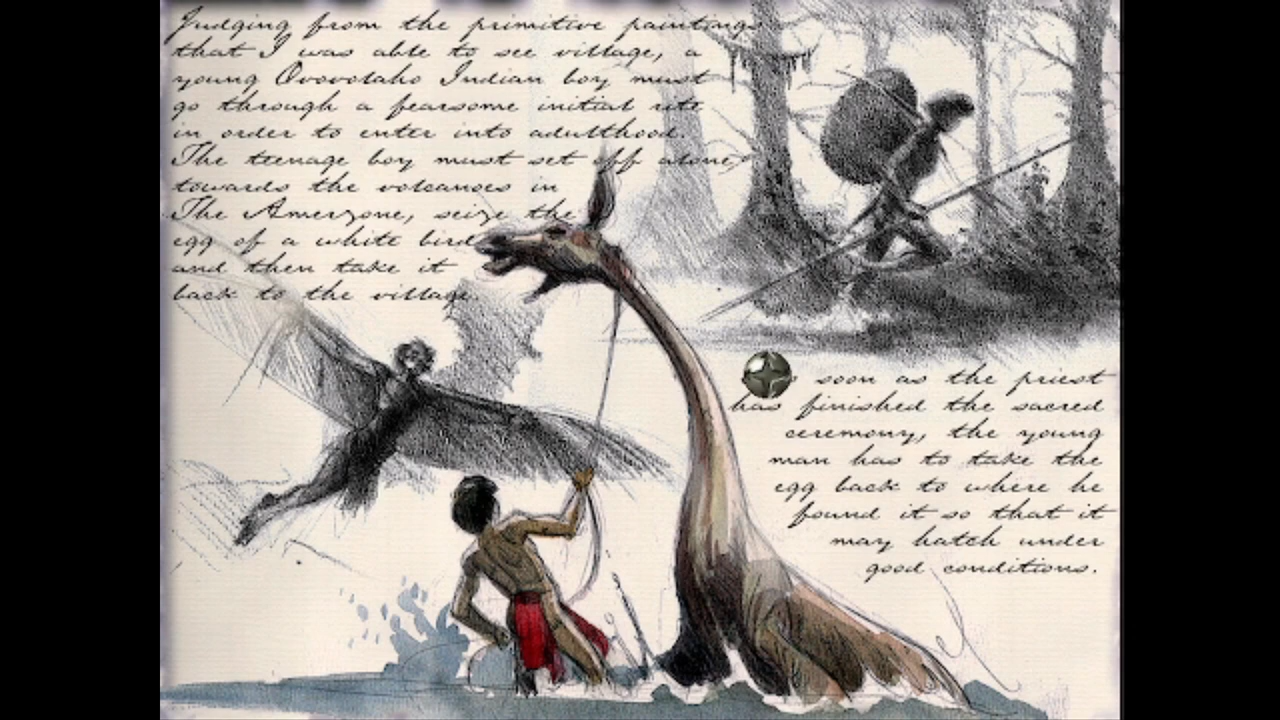 Judging from the primitive paintings
that I was able to see village, a
young Ovovolaho Indian boy must
go through a fearsome initial rite
in order to enter into adulthood.
The teenage boy must set off alone
towards the volcanoes in
The Amerzone, seize the
egg of a white bird
and then take it
back to the village.
soon as the priest
has finished the sacred
ceremony, the young
man has to take the
egg back to where he
found it so that it
may hatch under
good conditions.